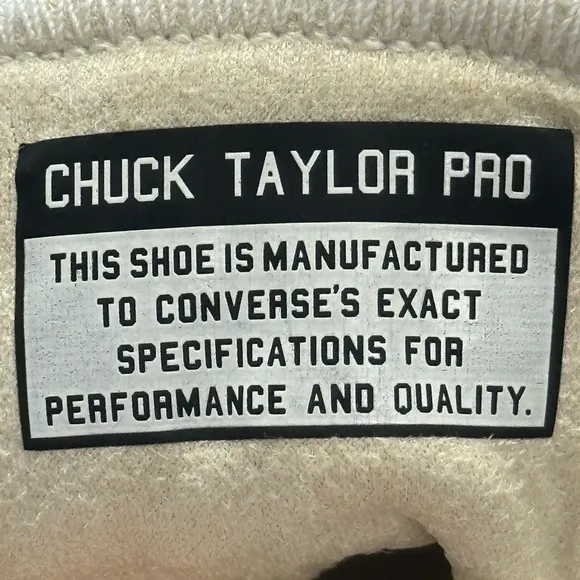 CHUCK TAYLOR PRO
THIS SHOE IS MANUFACTURED
TO CONVERSE'S EXACT
SPECIFICATIONS FOR
PERFORMANCE AND QUALITY.